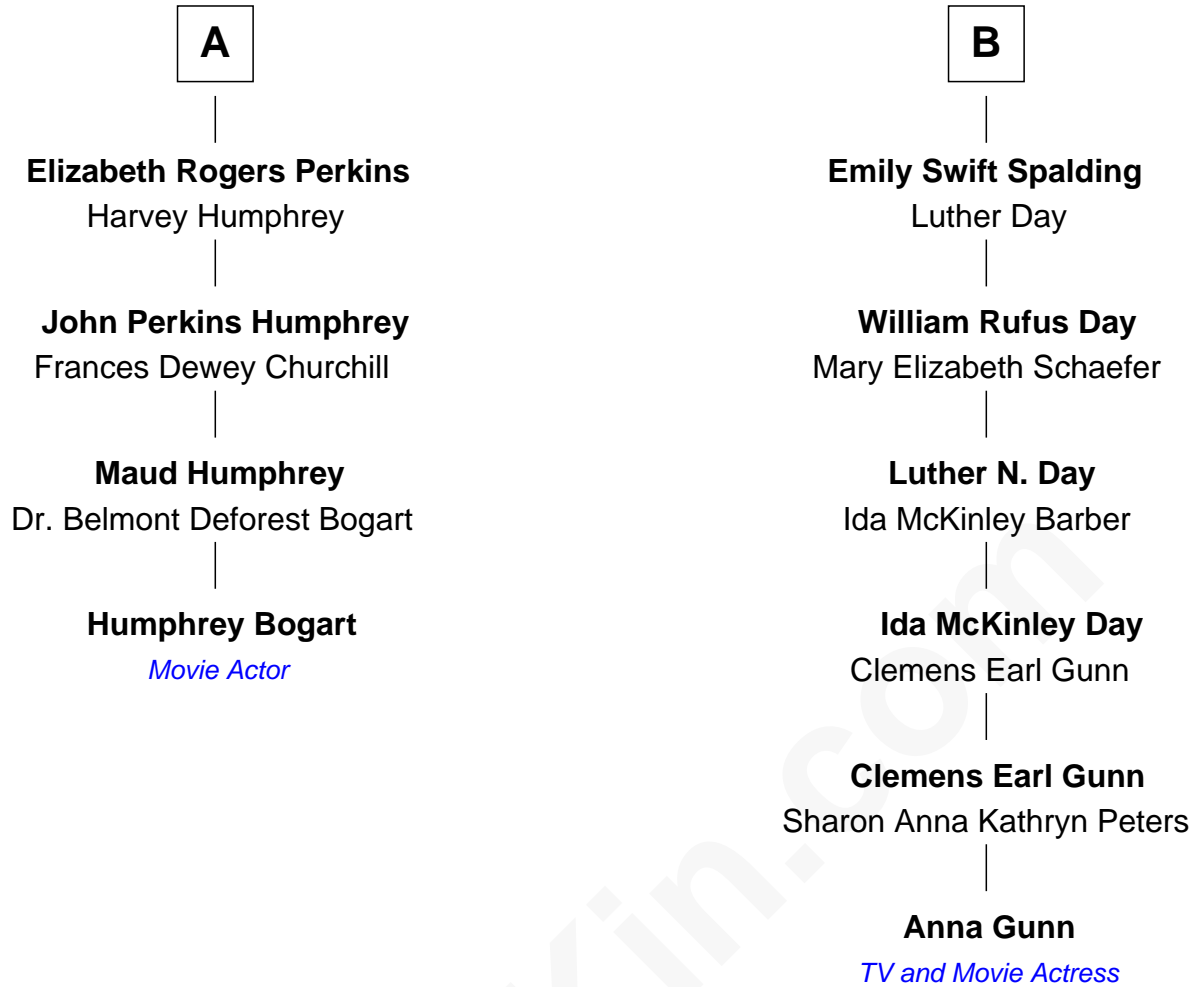 A
Elizabeth Rogers Perkins
Harvey Humphrey
John Perkins Humphrey
Frances Dewey Churchill
Maud Humphrey
Dr. Belmont Deforest Bogart
Humphrey Bogart
Movie Actor
B
Emily Swift Spalding
Luther Day
William Rufus Day
Mary Elizabeth Schaefer
Luther N. Day
Ida McKinley Barber
Ida McKinley Day
Clemens Earl Gunn
Clemens Earl Gunn
Sharon Anna Kathryn Peters
Anna Gunn
TV and Movie Actress